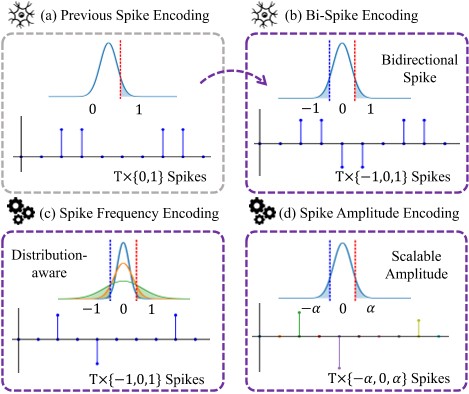 (a) Previous Spike Encoding
0 1
T×{0,1} Spikes
(b) Bi-Spike Encoding
Bidirectional
Spike
−1 0 1
T×{−1,0,1} Spikes
(c) Spike Frequency Encoding
Distribution-
aware
−1 0 1
T×{−1,0,1} Spikes
(d) Spike Amplitude Encoding
Scalable
Amplitude
−α 0 α
T×{−α, 0, α} Spikes